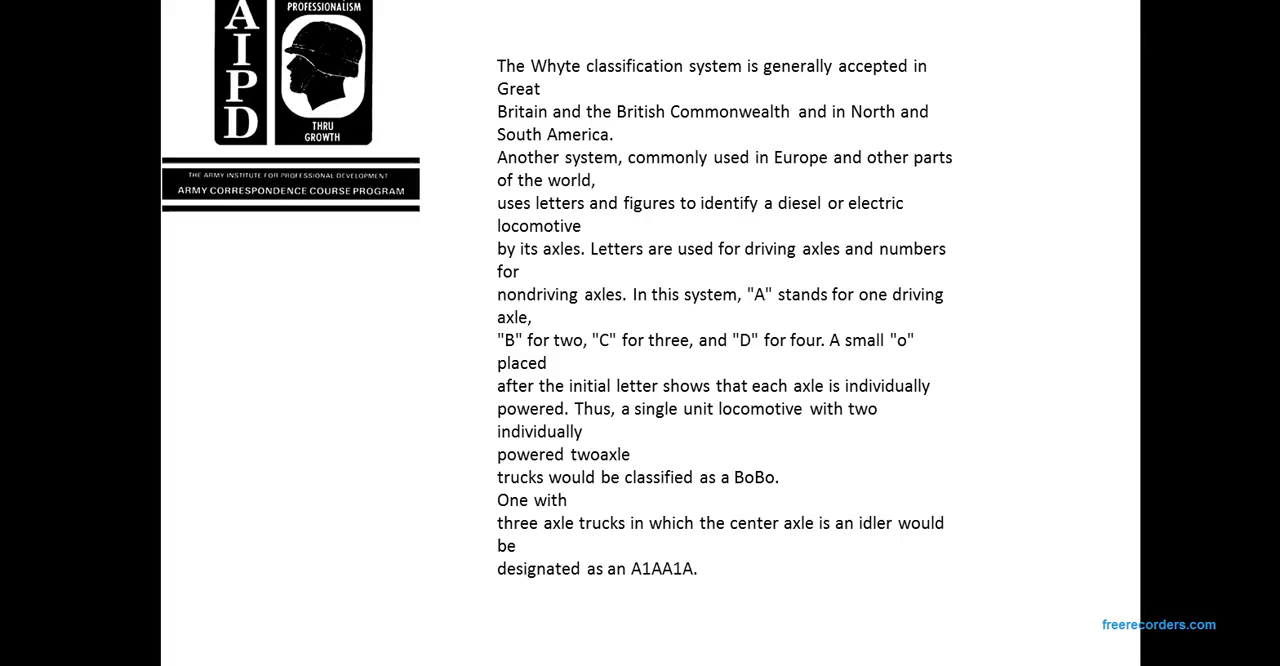 AIPD
PROFESSIONALISM
THRU
GROWTH
THE ARMY INSTITUTE FOR PROFESSIONAL DEVELOPMENT
ARMY CORRESPONDENCE COURSE PROGRAM
The Whyte classification system is generally accepted in
Great
Britain and the British Commonwealth and in North and
South America.
Another system, commonly used in Europe and other parts
of the world,
uses letters and figures to identify a diesel or electric
locomotive
by its axles. Letters are used for driving axles and numbers
for
nondriving axles. In this system, "A" stands for one driving
axle,
"B" for two, "C" for three, and "D" for four. A small "o"
placed
after the initial letter shows that each axle is individually
powered. Thus, a single unit locomotive with two
individually
powered twoaxle
trucks would be classified as a BoBo.
One with
three axle trucks in which the center axle is an idler would
be
designated as an A1AA1A.
freerecorders.com